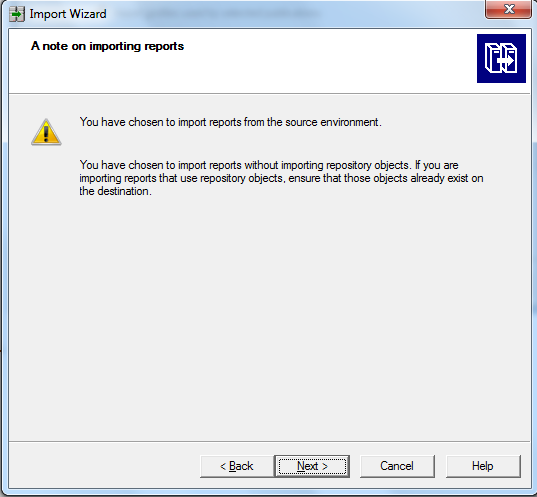 Import Wizard
A note on importing reports
You have chosen to import reports from the source environment.
You have chosen to import reports without importing repository objects. If you are
importing reports that use repository objects, ensure that those objects already exist on
the destination.
< Back
Next >
Cancel
Help